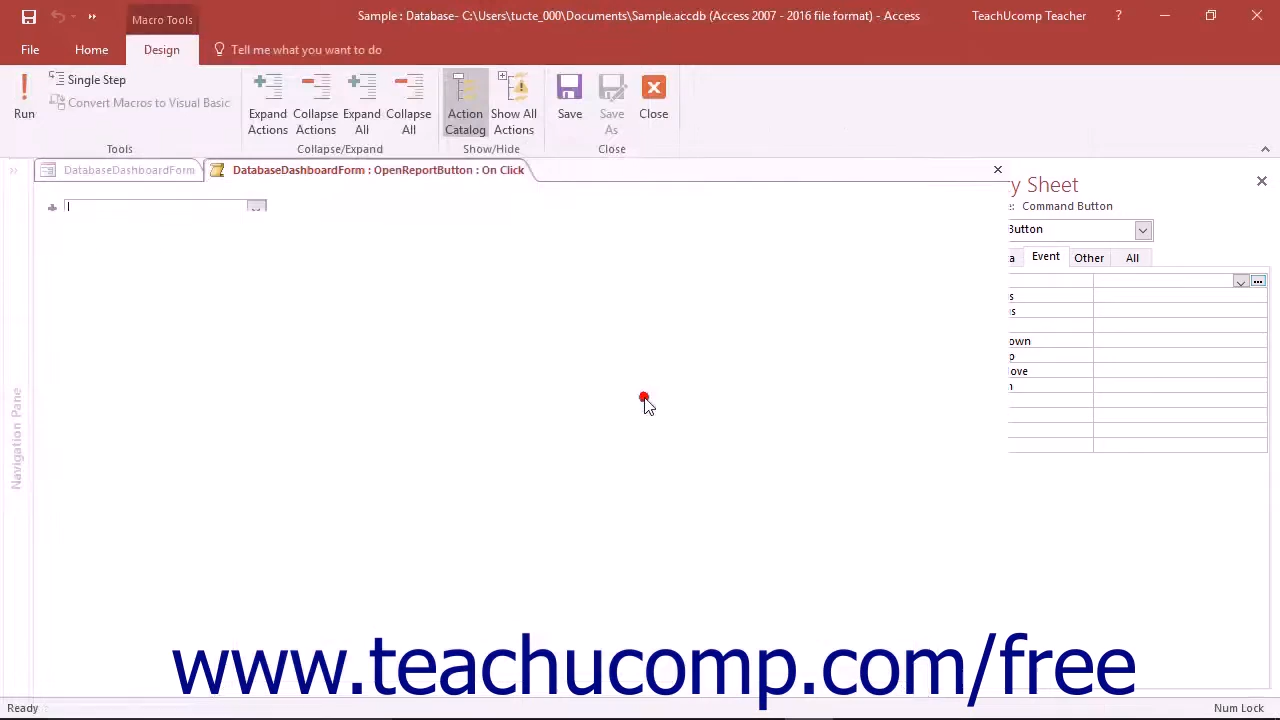 Macro Tools
Sample : Database- C:\Users\tucte_000\Documents\Sample.accdb (Access 2007 - 2016 file format) - Access
TeachUcomp Teacher
?
File
Home
Design
Tell me what you want to do
Run
Single Step
Convert Macros to Visual Basic
Tools
Expand Actions
Collapse Actions
Expand All
Collapse All
Collapse/Expand
Action Catalog
Show All Actions
Show/Hide
Save
Save As
Close
Close
DatabaseDashboardForm
DatabaseDashboardForm : OpenReportButton : On Click
Navigation Pane
y Sheet
e: Command Button
Button
a
Event
Other
All
s
us
own
p
ove
n
www.teachucomp.com/free
Ready
Num Lock